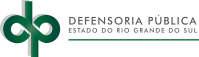 DEFENSORIA PÚBLICA
ESTADO DO RIO GRANDE DO SUL